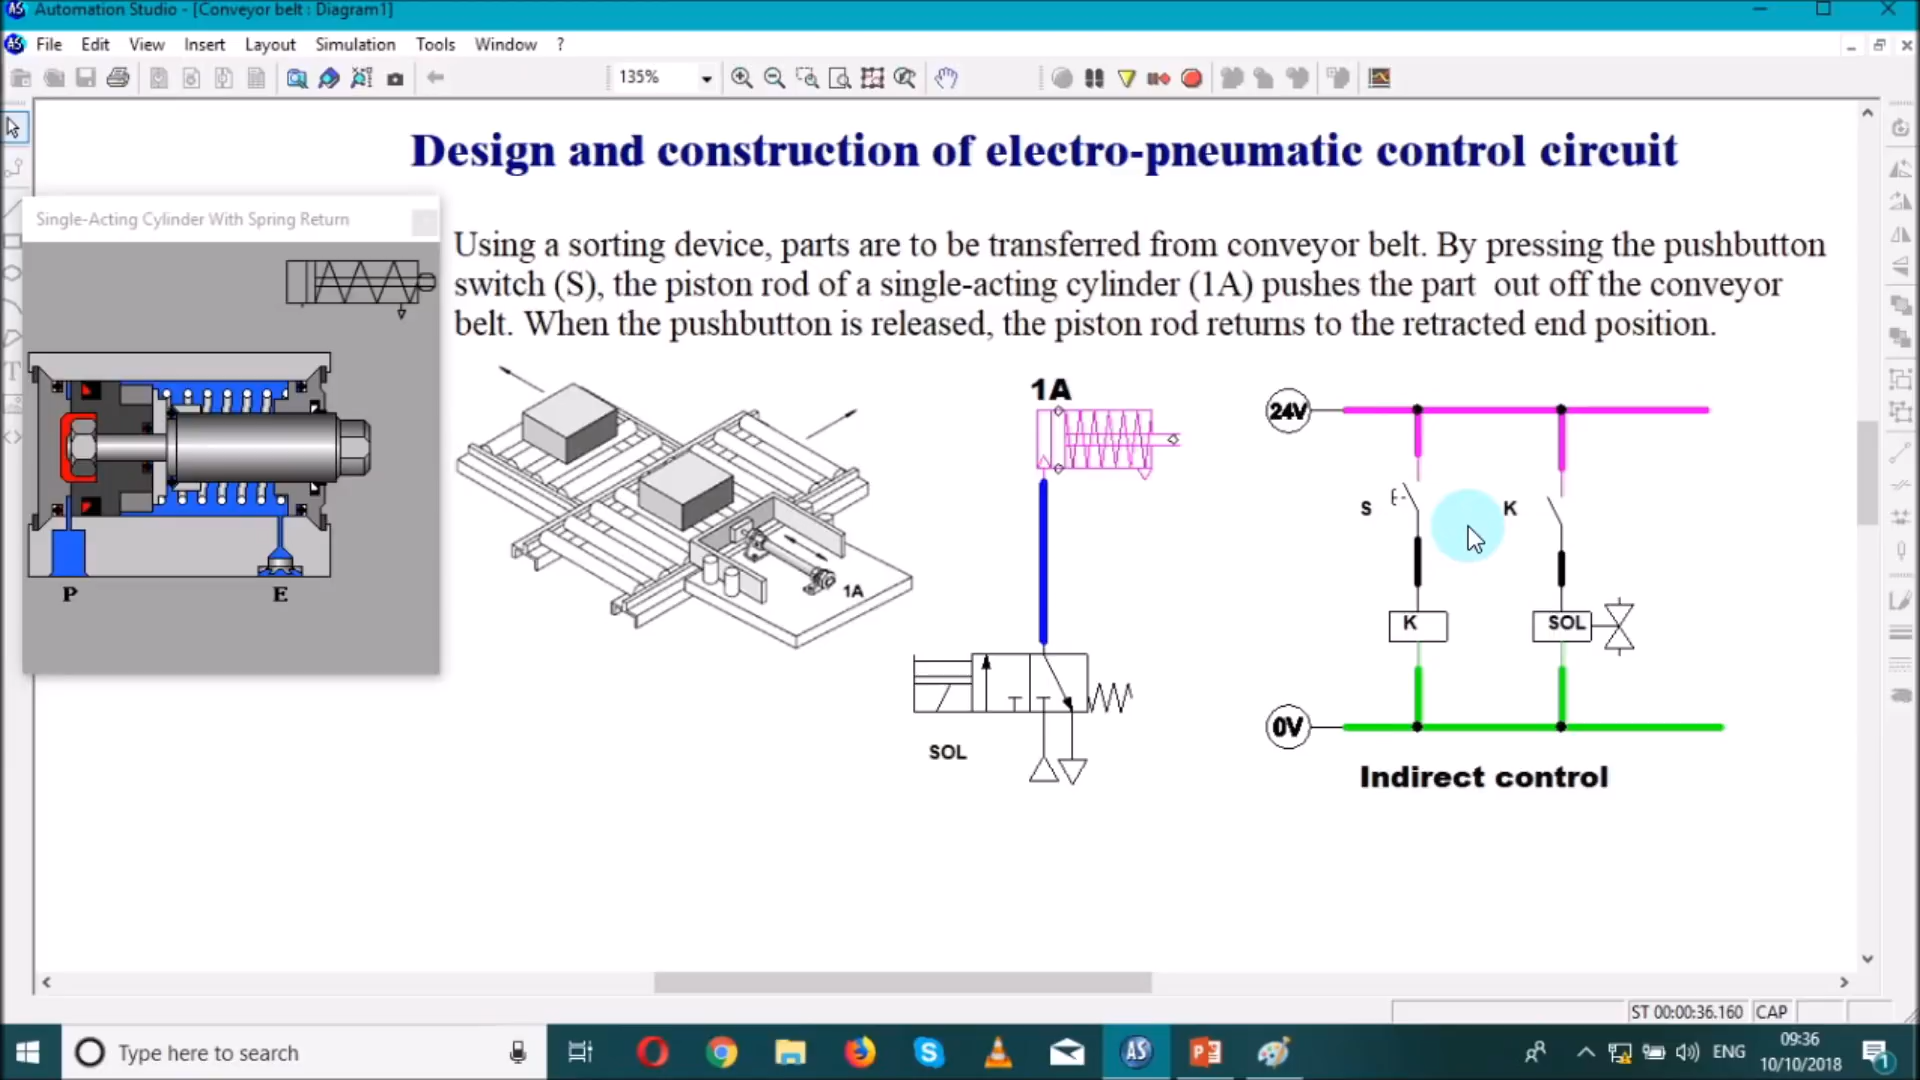 Automation Studio - [Conveyor belt : Diagram1]
File Edit View Insert Layout Simulation Tools Window ?
135%
Design and construction of electro-pneumatic control circuit
Single-Acting Cylinder With Spring Return
Using a sorting device, parts are to be transferred from conveyor belt. By pressing the pushbutton
switch (S), the piston rod of a single-acting cylinder (1A) pushes the part out off the conveyor
belt. When the pushbutton is released, the piston rod returns to the retracted end position.
1A
24V
S
K
P
E
1A
K
SOL
0V
SOL
Indirect control
ST 00:00:36.160 CAP
Type here to search
AS
ENG
09:36
10/10/2018
1